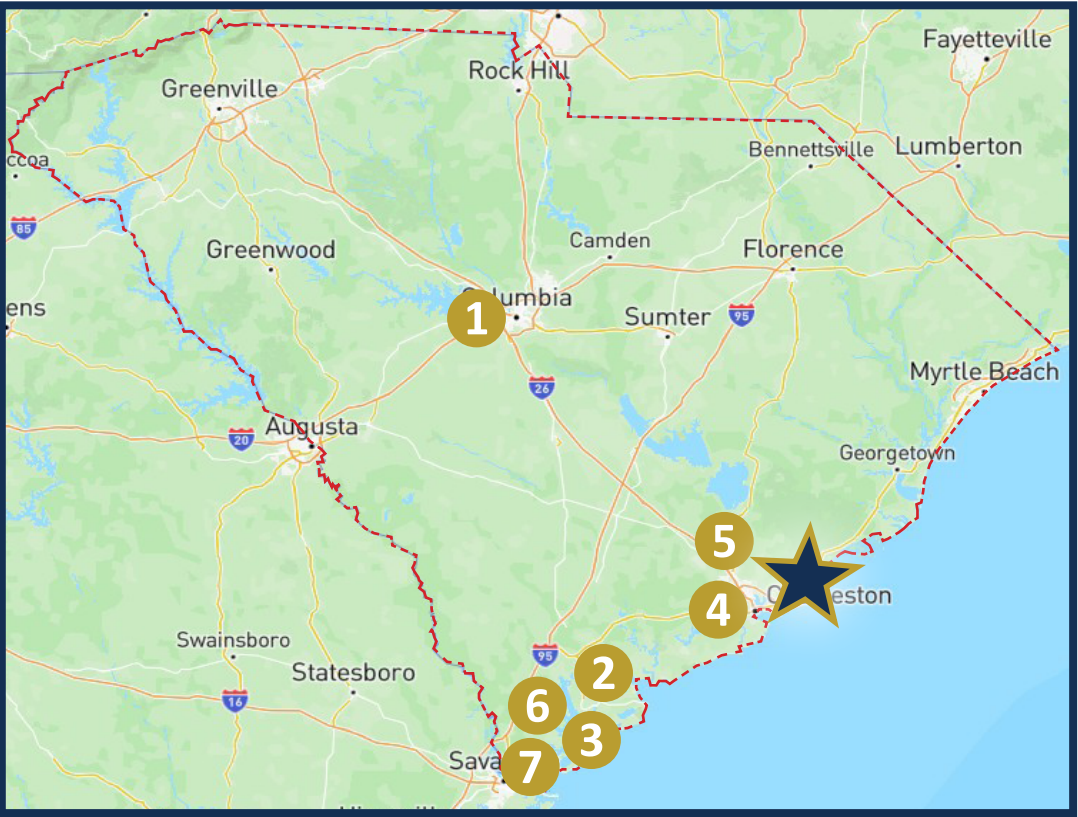 Fayetteville
Rock Hill
Greenville
Bennettsville
Lumberton
ccoa
85
Greenwood
Camden
Florence
ens
1
umbia
Sumter
95
26
Myrtle Beach
20
Augusta
Georgetown
5
4
eston
Swainsboro
95
2
Statesboro
16
6
3
Sava
7